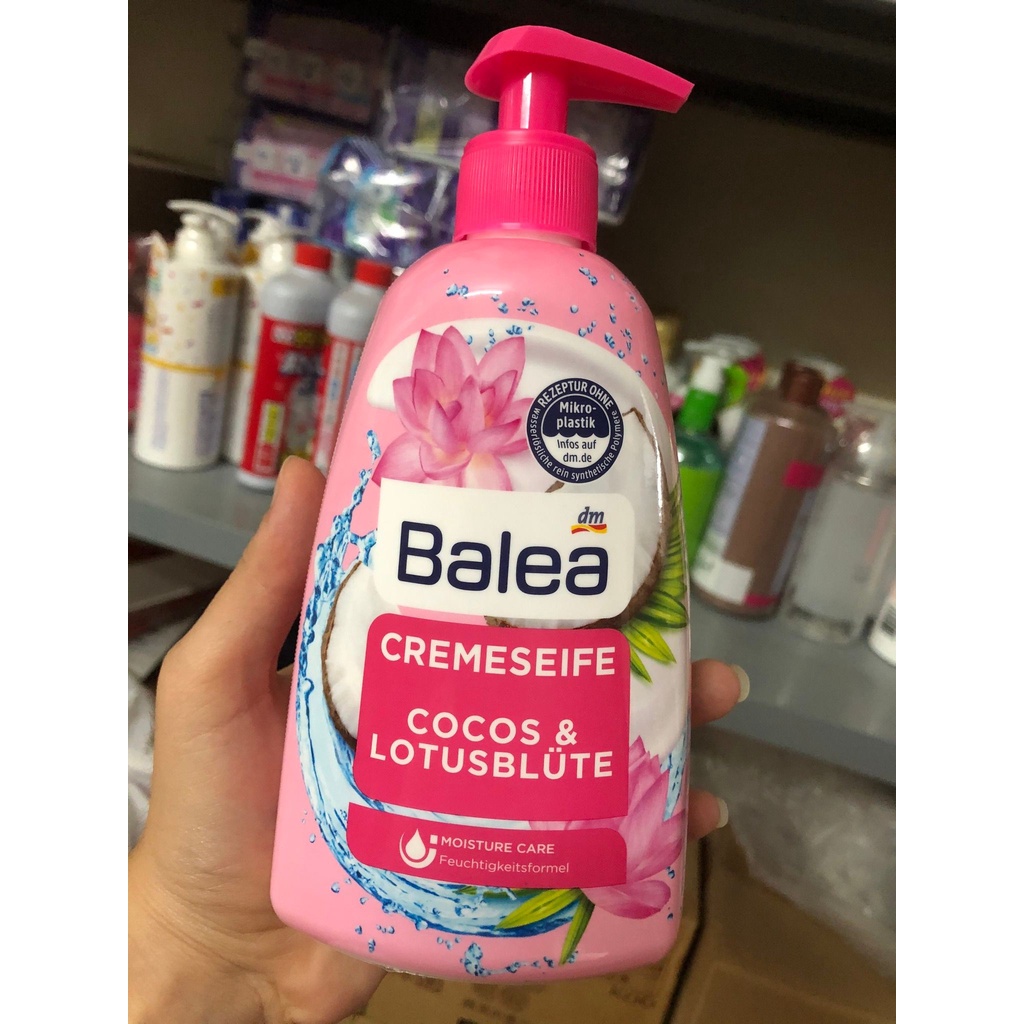 REZEPTUR OHNE
Mikro-
plastik
Infos auf
dm.de
wasserlösliche rein synthetische Polymere
dm
Balea
CREMESEIFE
COCOS &
LOTUSBLÜTE
MOISTURE CARE
Feuchtigkeitsformel